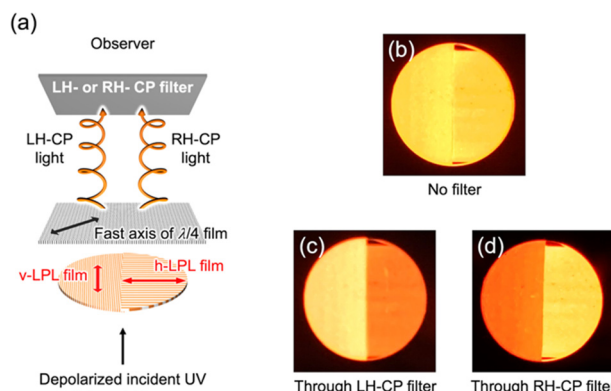 (a)
Observer
LH- or RH- CP filter
LH-CP
light
RH-CP
light
Fast axis of λ/4 film
v-LPL
film
h-LPL film
Depolarized incident UV
(b)
No filter
(c)
Through LH-CP filter
(d)
Through RH-CP filter